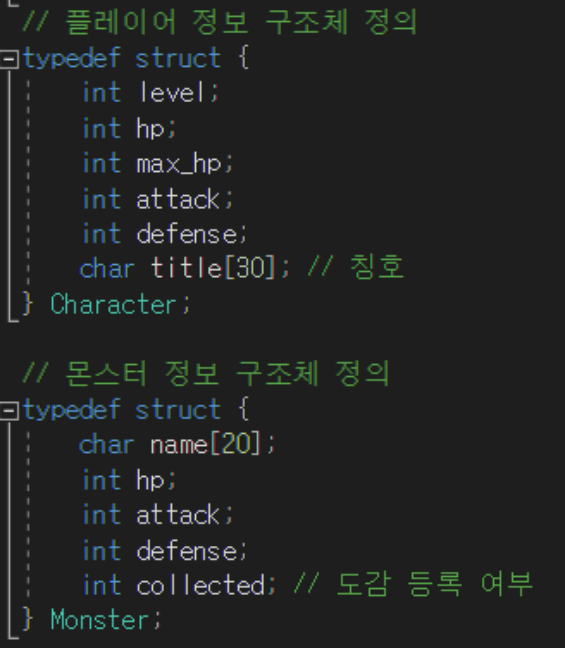 // 플레이어 정보 구조체 정의
typedef struct {
int level;
int hp;
int max_hp;
int attack;
int defense;
char title[30]; // 칭호
} Character;
// 몬스터 정보 구조체 정의
typedef struct {
char name[20];
int hp;
int attack;
int defense;
int collected; // 도감 등록 여부
} Monster;